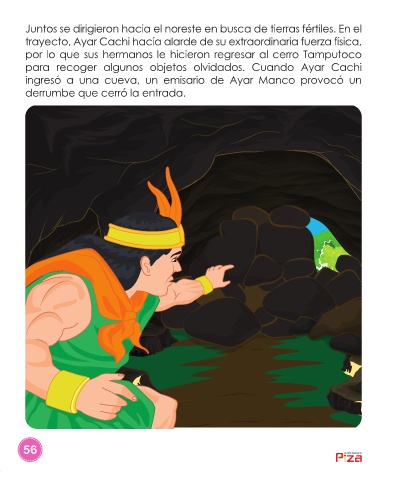 Juntos se dirigieron hacia el noreste en busca de tierras fértiles. En el
trayecto, Ayar Cachi hacía alarde de su extraordinaria fuerza física,
por lo que sus hermanos le hicieron regresar al cerro Tamputoco
para recoger algunos objetos olvidados. Cuando Ayar Cachi
ingresó a una cueva, un emisario de Ayar Manco provocó un
derrumbe que cerró la entrada.
56
PIZA